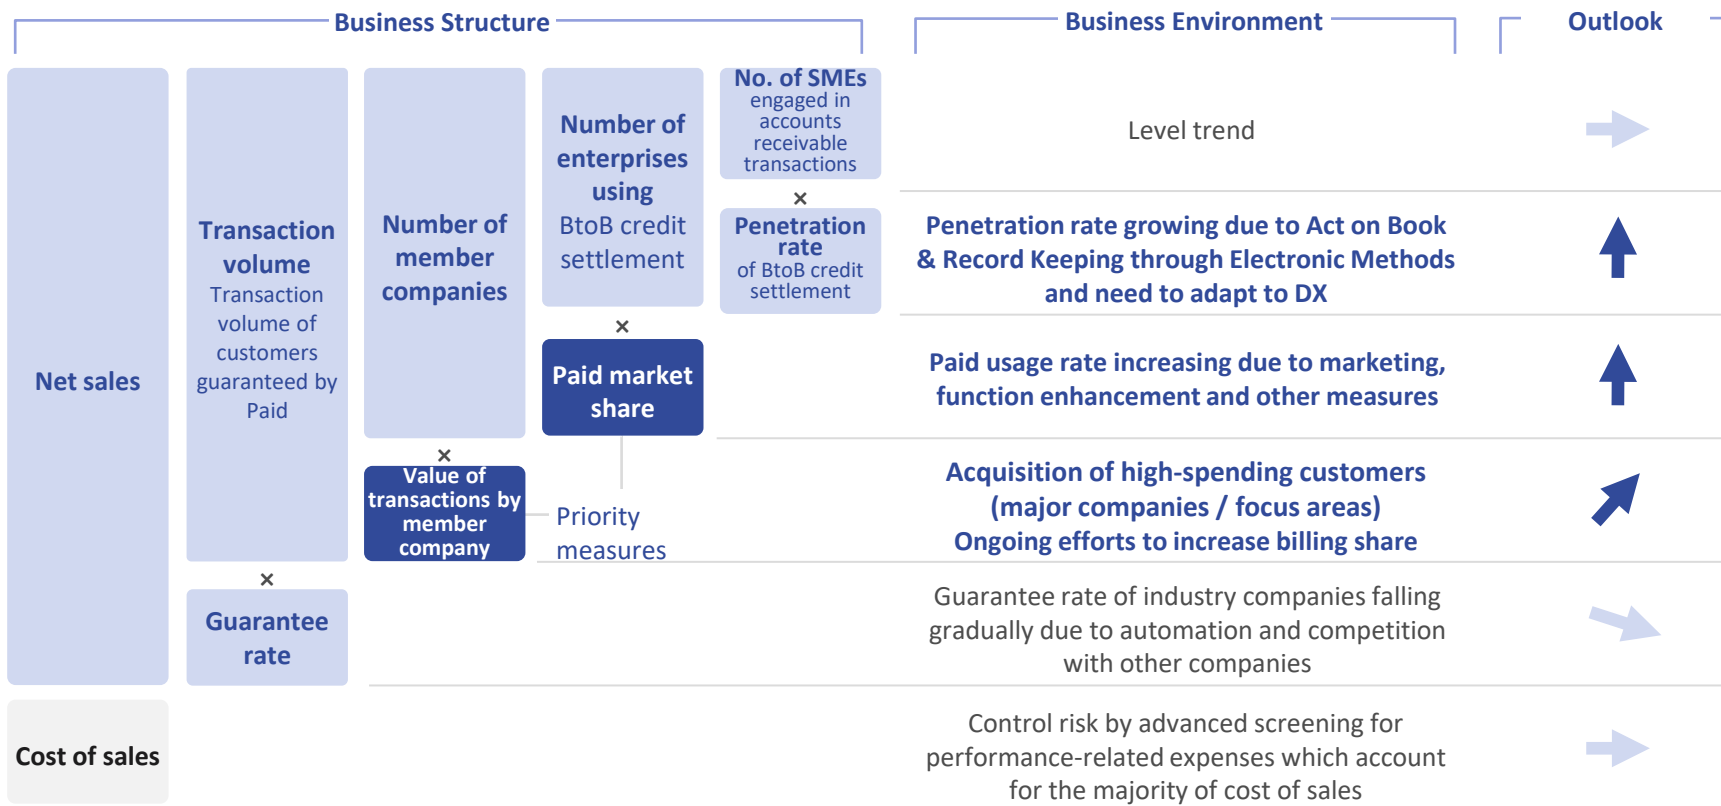 Business Structure
Business Environment
Outlook
Net sales
Transaction
volume
Transaction
volume of
customers
guaranteed by
Paid
×
Guarantee
rate
Number of
member
companies
×
Value of
transactions by
member
company
Number of
enterprises
using
BtoB credit
settlement
×
Paid market
share
Priority
measures
No. of SMEs
engaged in
accounts
receivable
transactions
×
Penetration
rate
of BtoB credit
settlement
Level trend
Penetration rate growing due to Act on Book
& Record Keeping through Electronic Methods
and need to adapt to DX
Paid usage rate increasing due to marketing,
function enhancement and other measures
Acquisition of high-spending customers
(major companies / focus areas)
Ongoing efforts to increase billing share
Guarantee rate of industry companies falling
gradually due to automation and competition
with other companies
Cost of sales
Control risk by advanced screening for
performance-related expenses which account
for the majority of cost of sales